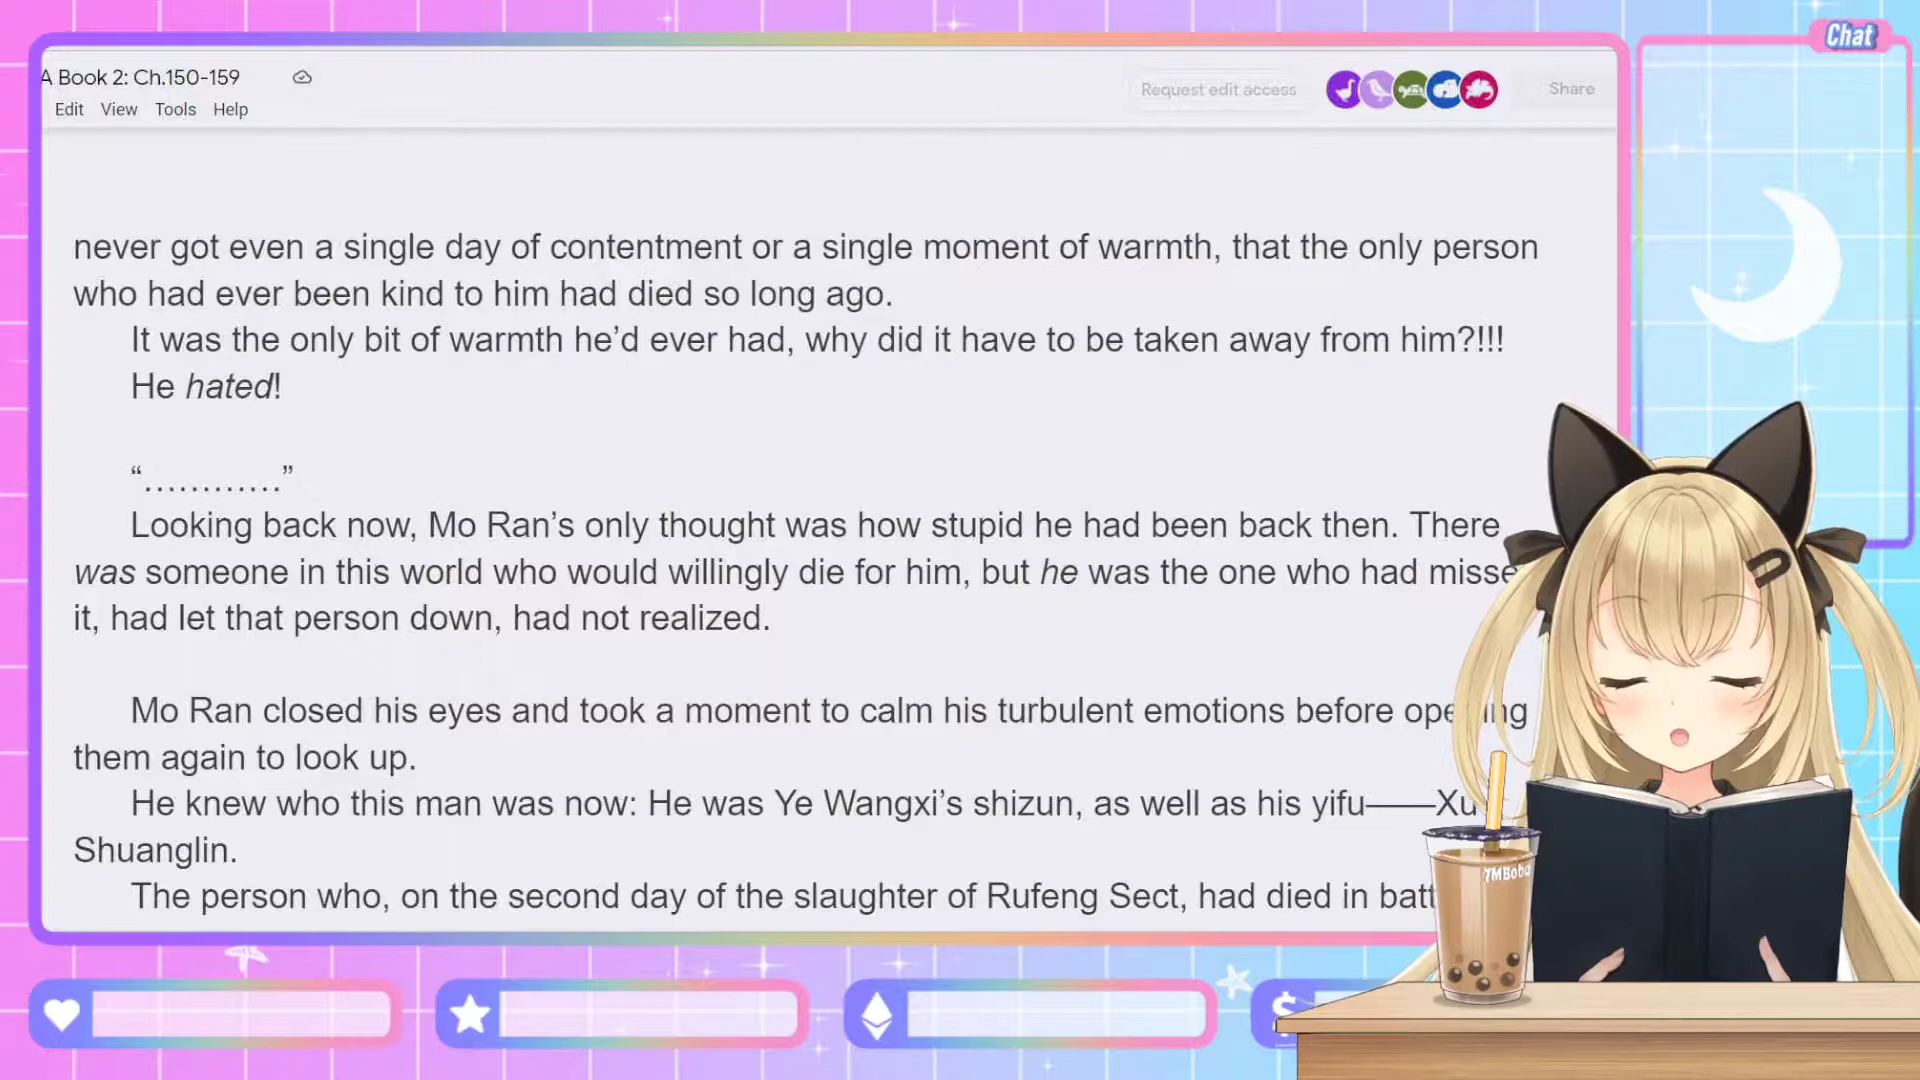 Chat
A Book 2: Ch.150-159
Request edit access
Share
Edit View Tools Help
never got even a single day of contentment or a single moment of warmth, that the only person
who had ever been kind to him had died so long ago.
It was the only bit of warmth he’d ever had, why did it have to be taken away from him?!!!
He hated!
“…………”
Looking back now, Mo Ran’s only thought was how stupid he had been back then. There
was someone in this world who would willingly die for him, but he was the one who had
it, had let that person down, had not realized.
Mo Ran closed his eyes and took a moment to calm his turbulent emotions before
them again to look up.
He knew who this man was now: He was Ye Wangxi’s shizun, as well as his yifu——Xu
Shuanglin.
The person who, on the second day of the slaughter of Rufeng Sect, had died in
7MBoba
$